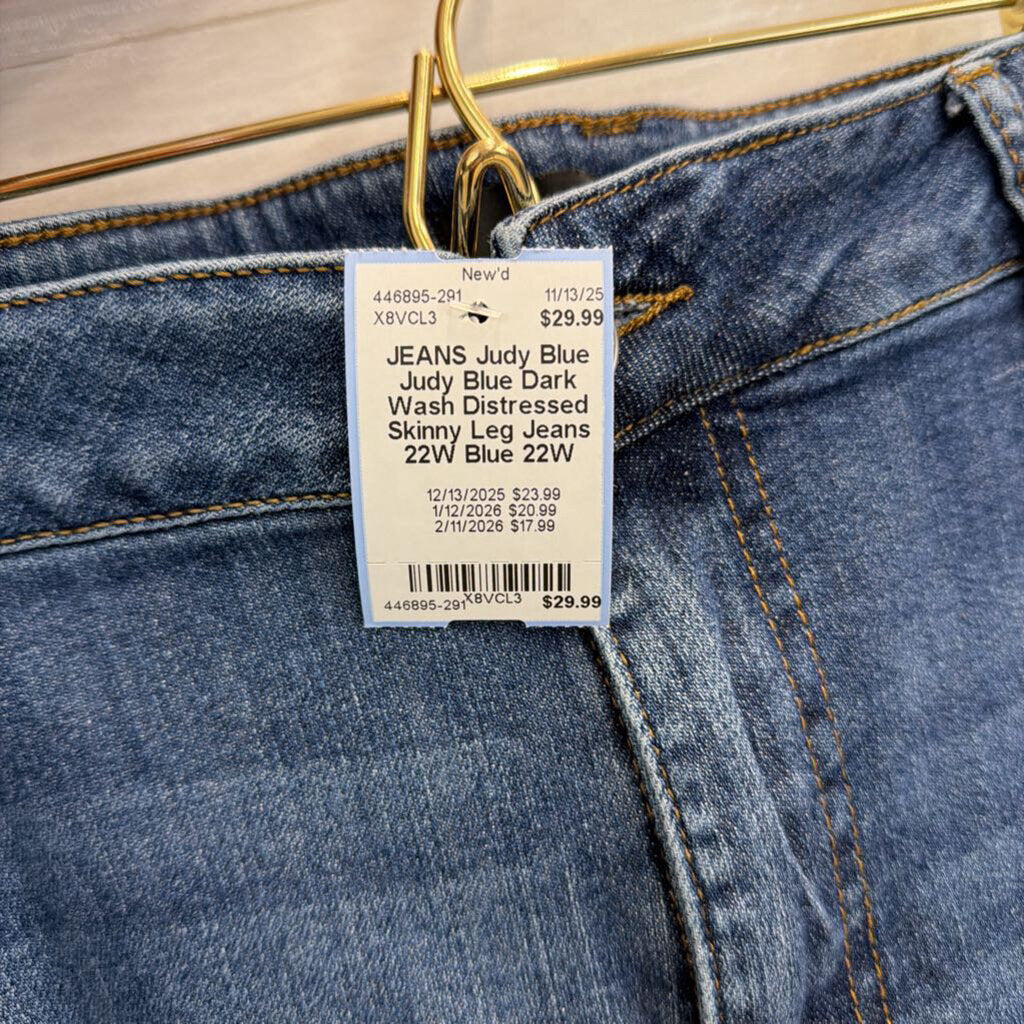 New'd
446895-291 11/13/25
X8VCL3 $29.99
JEANS Judy Blue
Judy Blue Dark
Wash Distressed
Skinny Leg Jeans
22W Blue 22W
12/13/2025 $23.99
1/12/2026 $20.99
2/11/2026 $17.99
446895-291 X8VCL3 $29.99